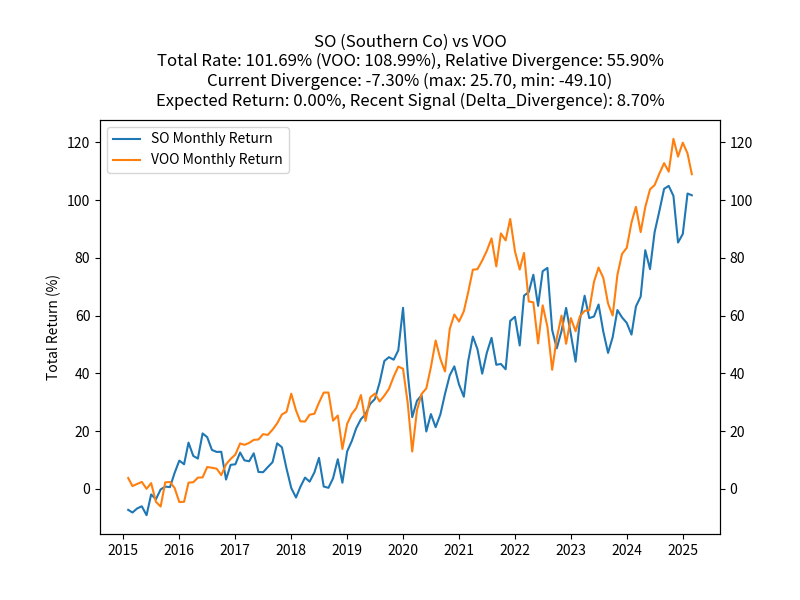 SO (Southern Co) vs VOO
Total Rate: 101.69% (VOO: 108.99%), Relative Divergence: 55.90%
Current Divergence: -7.30% (max: 25.70, min: -49.10)
Expected Return: 0.00%, Recent Signal (Delta_Divergence): 8.70%
SO Monthly Return
VOO Monthly Return
Total Return (%)
120 120
100 100
80 80
60 60
40 40
20 20
0 0
2015 2016 2017 2018 2019 2020 2021 2022 2023 2024 2025